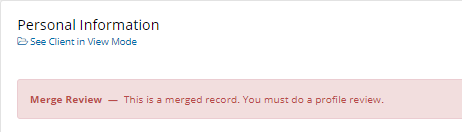 Personal Information
See Client in View Mode
Merge Review — This is a merged record. You must do a profile review.